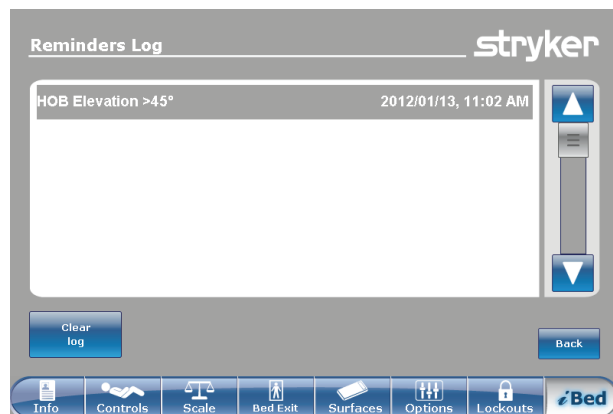 Reminders Log
stryker
HOB Elevation >45° 2012/01/13, 11:02 AM
Clear
log
Back
Info Controls Scale Bed Exit Surfaces Options Lockouts iBed